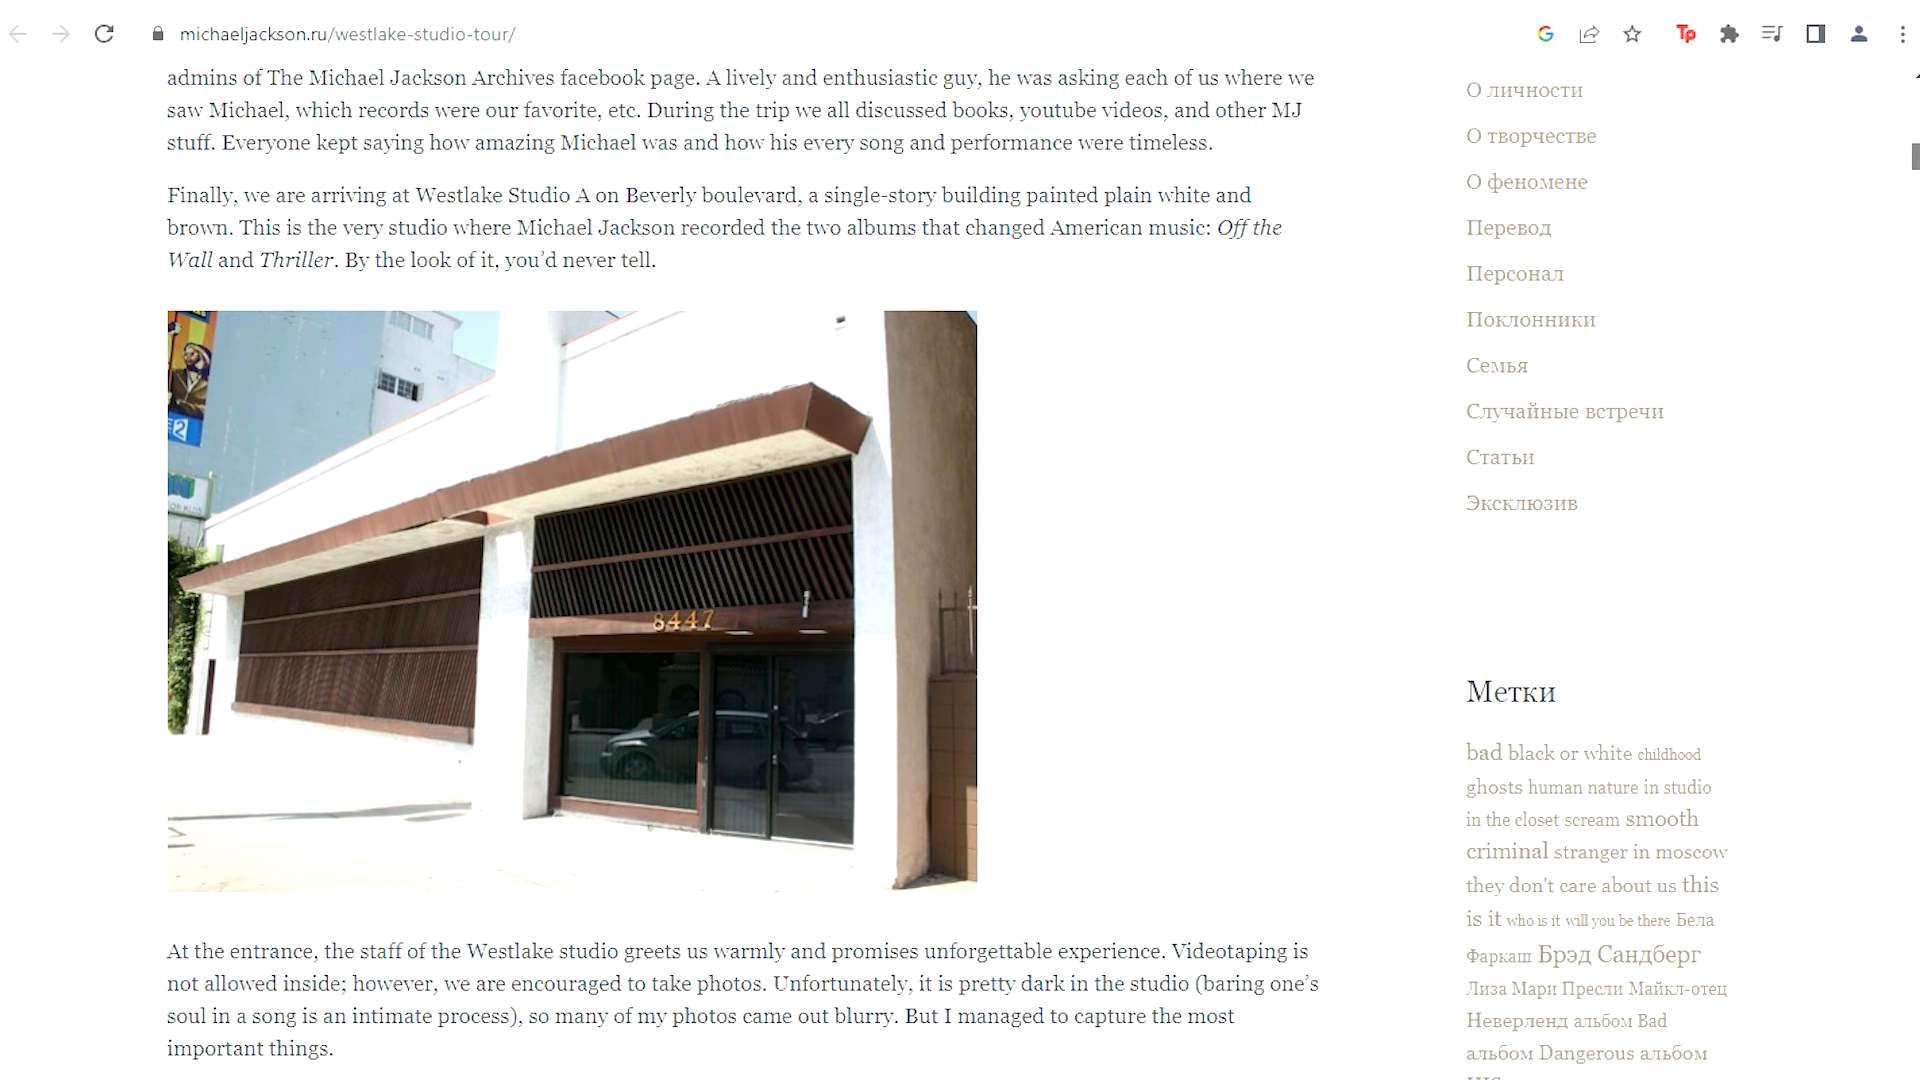 michaeljackson.ru/westlake-studio-tour/
admins of The Michael Jackson Archives facebook page. A lively and enthusiastic guy, he was asking each of us where we
saw Michael, which records were our favorite, etc. During the trip we all discussed books, youtube videos, and other MJ
stuff. Everyone kept saying how amazing Michael was and how his every song and performance were timeless.
Finally, we are arriving at Westlake Studio A on Beverly boulevard, a single-story building painted plain white and
brown. This is the very studio where Michael Jackson recorded the two albums that changed American music: Off the
Wall and Thriller. By the look of it, you’d never tell.
8447
At the entrance, the staff of the Westlake studio greets us warmly and promises unforgettable experience. Videotaping is
not allowed inside; however, we are encouraged to take photos. Unfortunately, it is pretty dark in the studio (baring one’s
soul in a song is an intimate process), so many of my photos came out blurry. But I managed to capture the most
important things.
О личности
О творчестве
О феномене
Перевод
Персонал
Поклонники
Семья
Случайные встречи
Статьи
Эксклюзив
Метки
bad black or white childhood
ghosts human nature in studio
in the closet scream smooth
criminal stranger in moscow
they don't care about us this
is it who is it will you be there Бела
Фаркаш Брэд Сандберг
Лиза Мари Пресли Майкл-отец
Неверленд альбом Bad
альбом Dangerous альбом